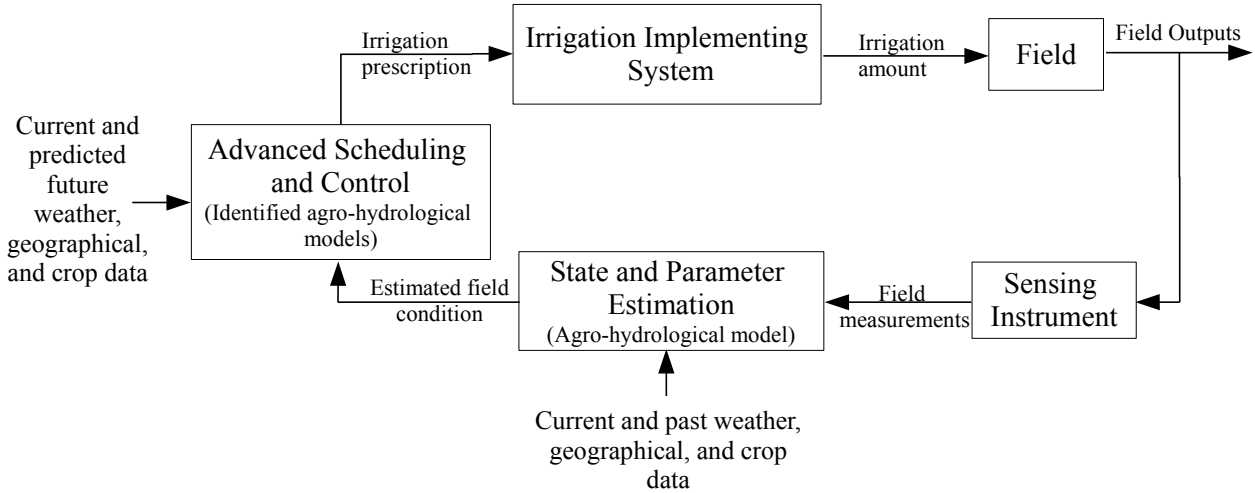 Irrigation
prescription
Irrigation Implementing
System
Irrigation
amount
Field
Field Outputs
Current and
predicted
future
weather,
geographical,
and crop data
Advanced Scheduling
and Control
(Identified agro-hydrological
models)
Estimated field
condition
State and Parameter
Estimation
(Agro-hydrological model)
Field
measurements
Sensing
Instrument
Current and past weather,
geographical, and crop
data